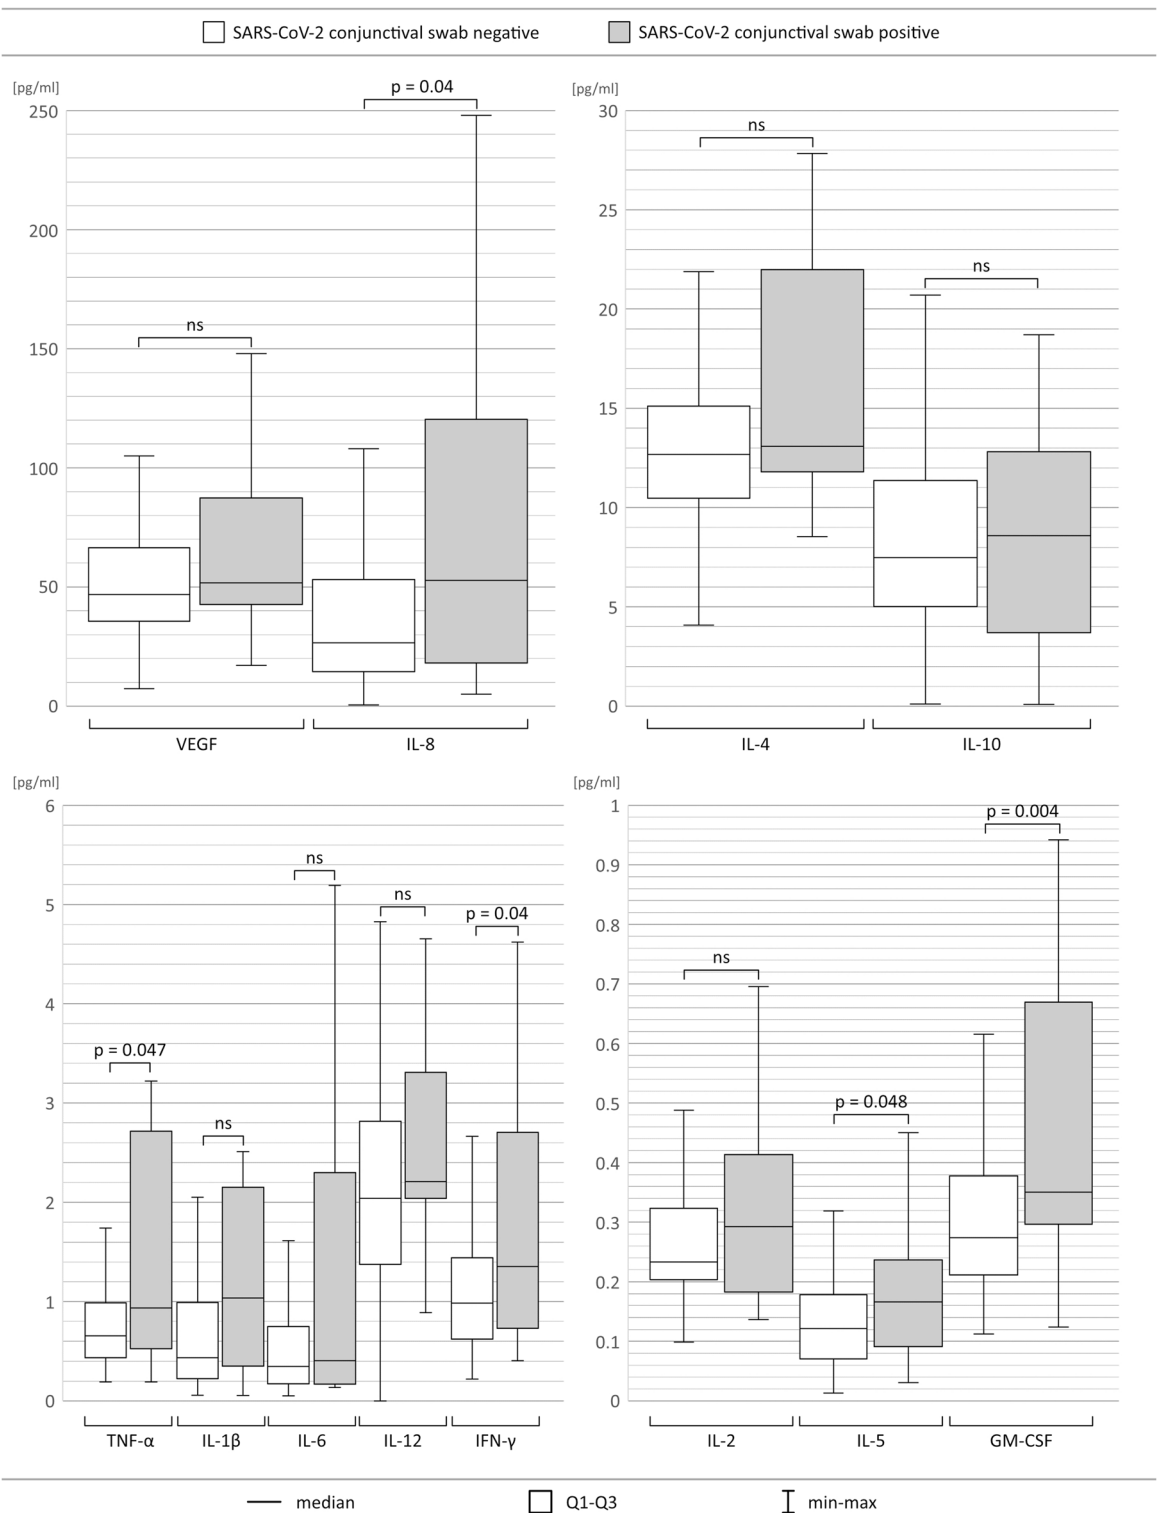 SARS-CoV-2 conjunctival swab negative
SARS-CoV-2 conjunctival swab positive
[pg/ml]
p = 0.04
250
200
ns
150
100
50
0
VEGF
IL-8
[pg/ml]
30
ns
25
ns
20
15
10
5
0
IL-4
IL-10
[pg/ml]
6
ns
5
ns
p = 0.04
4
p = 0.047
3
ns
2
1
0
TNF-α
IL-1β
IL-6
IL-12
IFN-γ
[pg/ml]
1
p = 0.004
0.9
0.8
ns
0.7
0.6
0.5
p = 0.048
0.4
0.3
0.2
0.1
0
IL-2
IL-5
GM-CSF
median
Q1-Q3
min-max